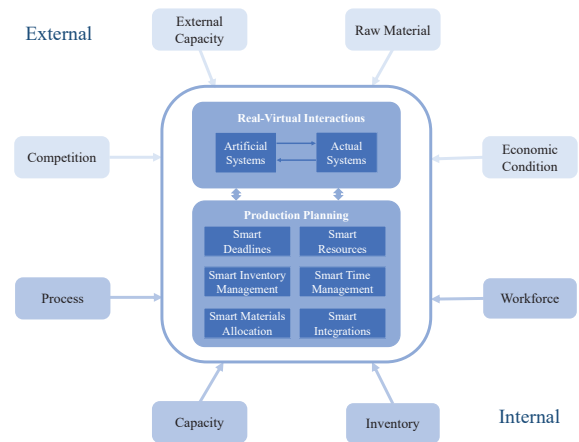 External
External
Capacity
Raw Material
Real-Virtual Interactions
Artificial
Systems
Actual
Systems
Competition
Economic
Condition
Production Planning
Smart
Deadlines
Smart
Resources
Smart Inventory
Management
Smart Time
Management
Process
Workforce
Smart Materials
Allocation
Smart
Integrations
Capacity
Inventory
Internal